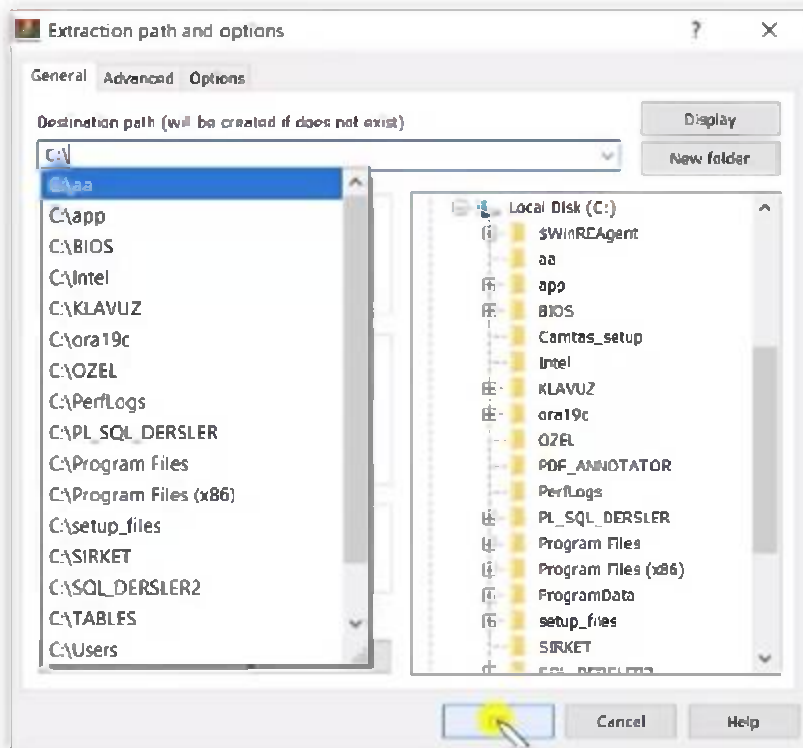 Extraction path and options
?
General Advanced Options
Destination path (will be created if does not exist)
Display
C:\
New folder
C:\aa
C:\app
C:\BIOS
C:\Intel
C:\KLAVUZ
C:\ora19c
C:\OZEL
C:\PerfLogs
C:\PL_SQL_DERSLER
C:\Program Files
C:\Program Files (x86)
C:\setup_files
C:\SIRKET
C:\SQL_DERSLER2
C:\TABLES
C:\Users
Local Disk (C:)
$WinREAgent
aa
app
BIOS
Camtas_setup
Intel
KLAVUZ
ora19c
OZEL
PDF_ANNOTATOR
PerfLogs
PL_SQL_DERSLER
Program Files
Program Files (x86)
ProgramData
setup_files
SIRKET
SQL_DERSLER2
Cancel
Help